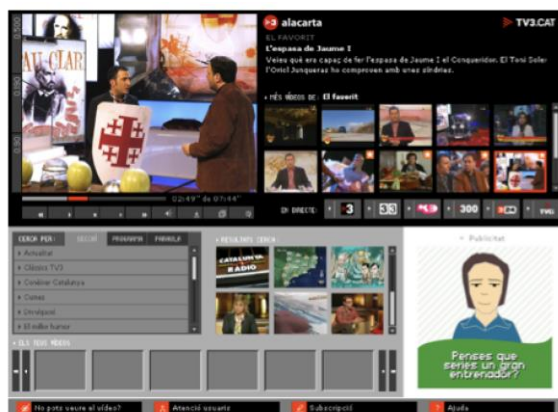 AU CLAR
3 alacarta
TV3.CAT
EL FAVORIT
L'espasa de Jaume I
Veieu què era capaç de fer l'espasa de Jaume I el Conqueridor. El Toni Soler
i l'Oriol Junqueras ho comproven amb unes síndries.
MÉS VÍDEOS DE: El favorit
02:49" de 07:44"
EN DIRECTE:
3
33
300
CERCA PER:
SECCIÓ
PROGRAMA
PARAULA
RESULTATS CERCA:
Publicitat
Actualitat
Clàssics TV3
Conèixer Catalunya
Cuines
Divulgació
El millor humor
CATALUNYA
RADIO
ELS TEUS VÍDEOS
Penses que
series un gran
entrenador?
No pots veure el vídeo?
Atenció usuaris
Subscripció
Ajuda